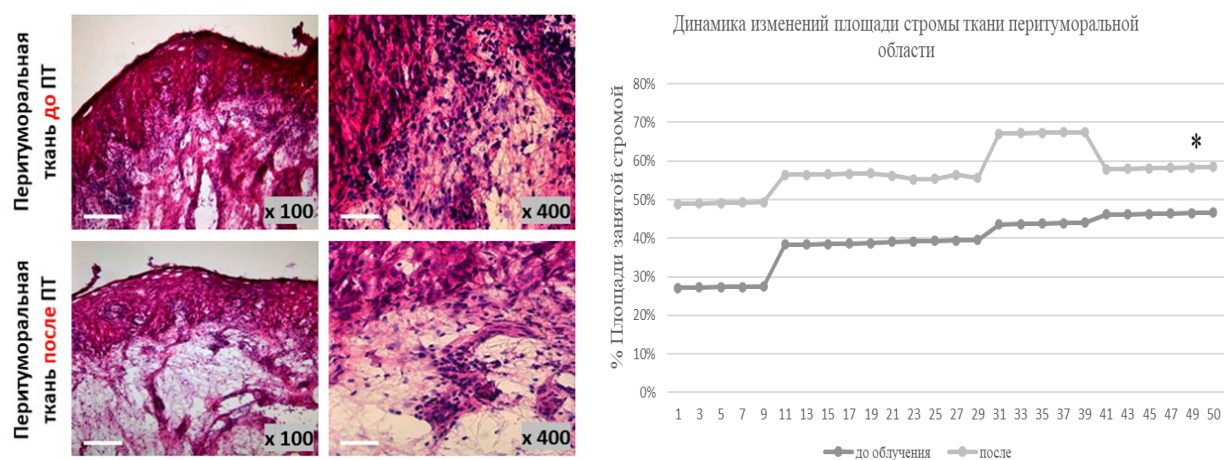 Перитуморальная
ткань до ПТ
x 100
x 400
Перитуморальная
ткань после ПТ
x 100
x 400
Динамика изменений площади стромы ткани перитуморальной
области
% Площади занятой стромой
80%
70%
60%
50%
40%
30%
20%
10%
0%
*
1 3 5 7 9 11 13 15 17 19 21 23 25 27 29 31 33 35 37 39 41 43 45 47 49 50
до облучения
после